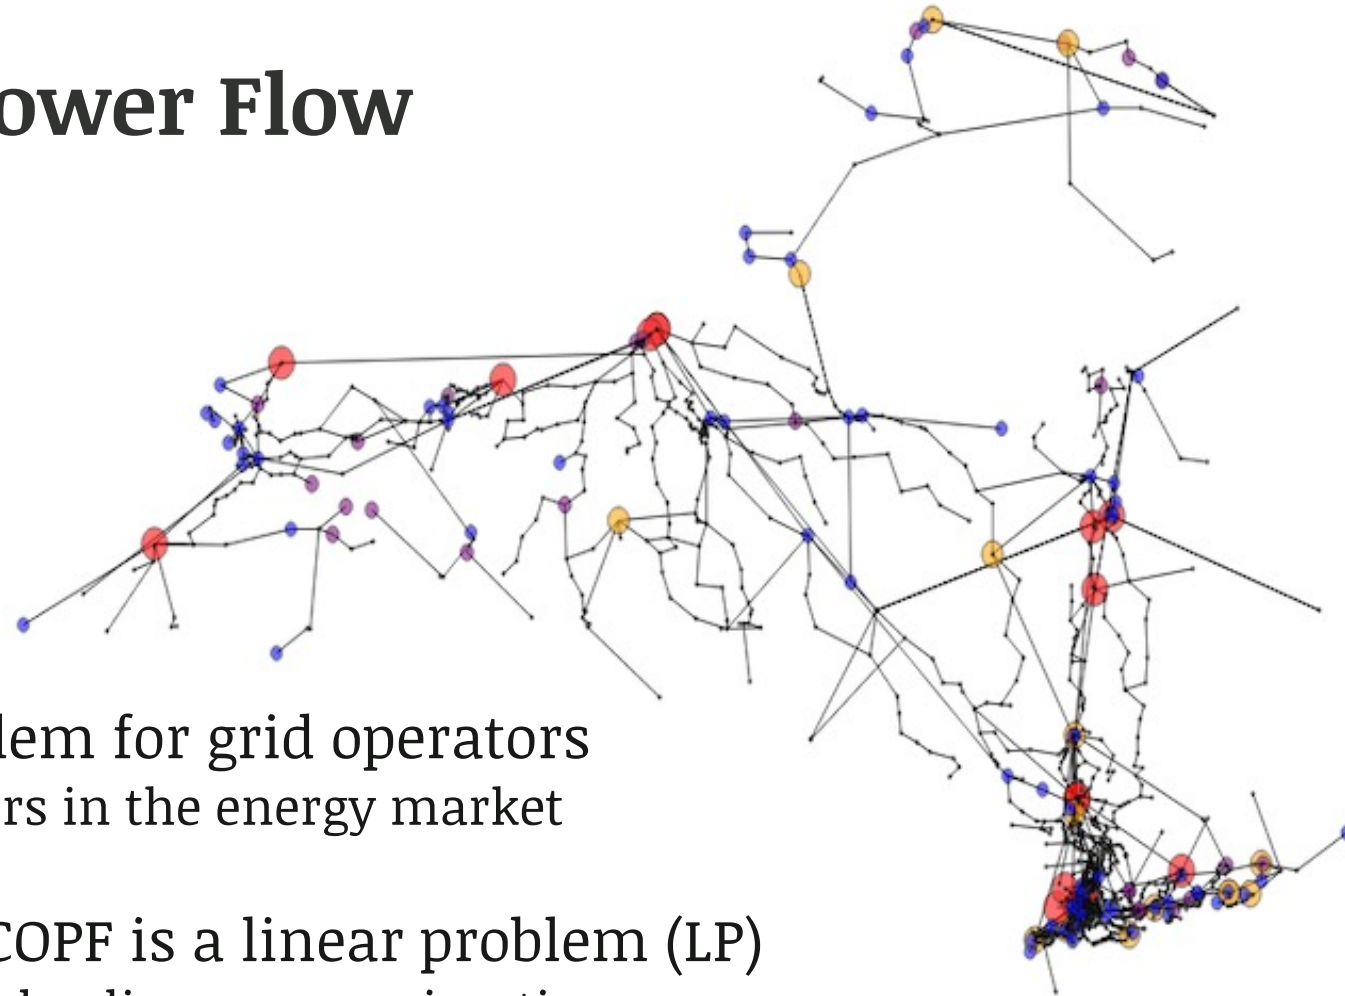 ower Flow
lem for grid operators
rs in the energy market
COPF is a linear problem (LP)